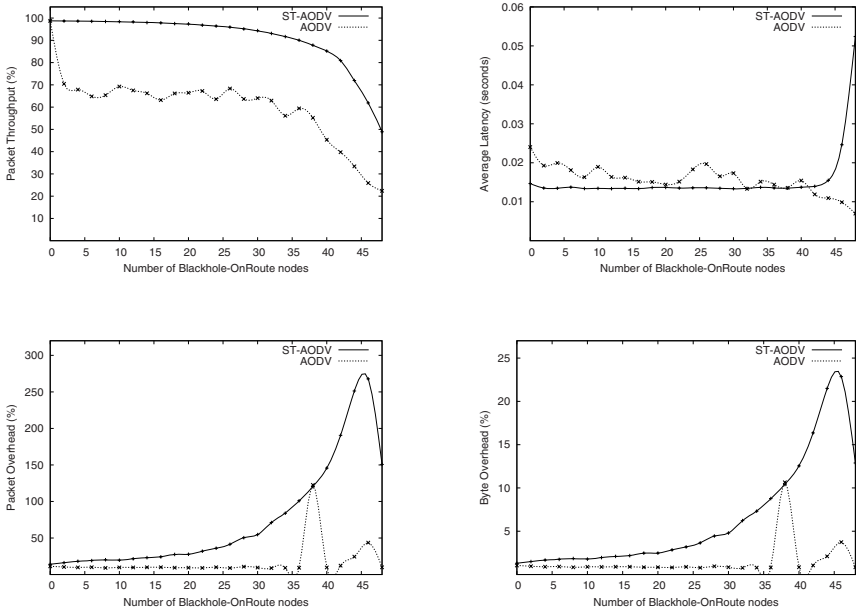 ST-AODV
AODV
Packet Throughput (%)
100
90
80
70
60
50
40
30
20
10
0 5 10 15 20 25 30 35 40 45
Number of Blackhole-OnRoute nodes
ST-AODV
AODV
Average Latency (seconds)
0.06
0.05
0.04
0.03
0.02
0.01
0 5 10 15 20 25 30 35 40 45
Number of Blackhole-OnRoute nodes
ST-AODV
AODV
Packet Overhead (%)
300
250
200
150
100
50
0 5 10 15 20 25 30 35 40 45
Number of Blackhole-OnRoute nodes
ST-AODV
AODV
Byte Overhead (%)
25
20
15
10
5
0 5 10 15 20 25 30 35 40 45
Number of Blackhole-OnRoute nodes